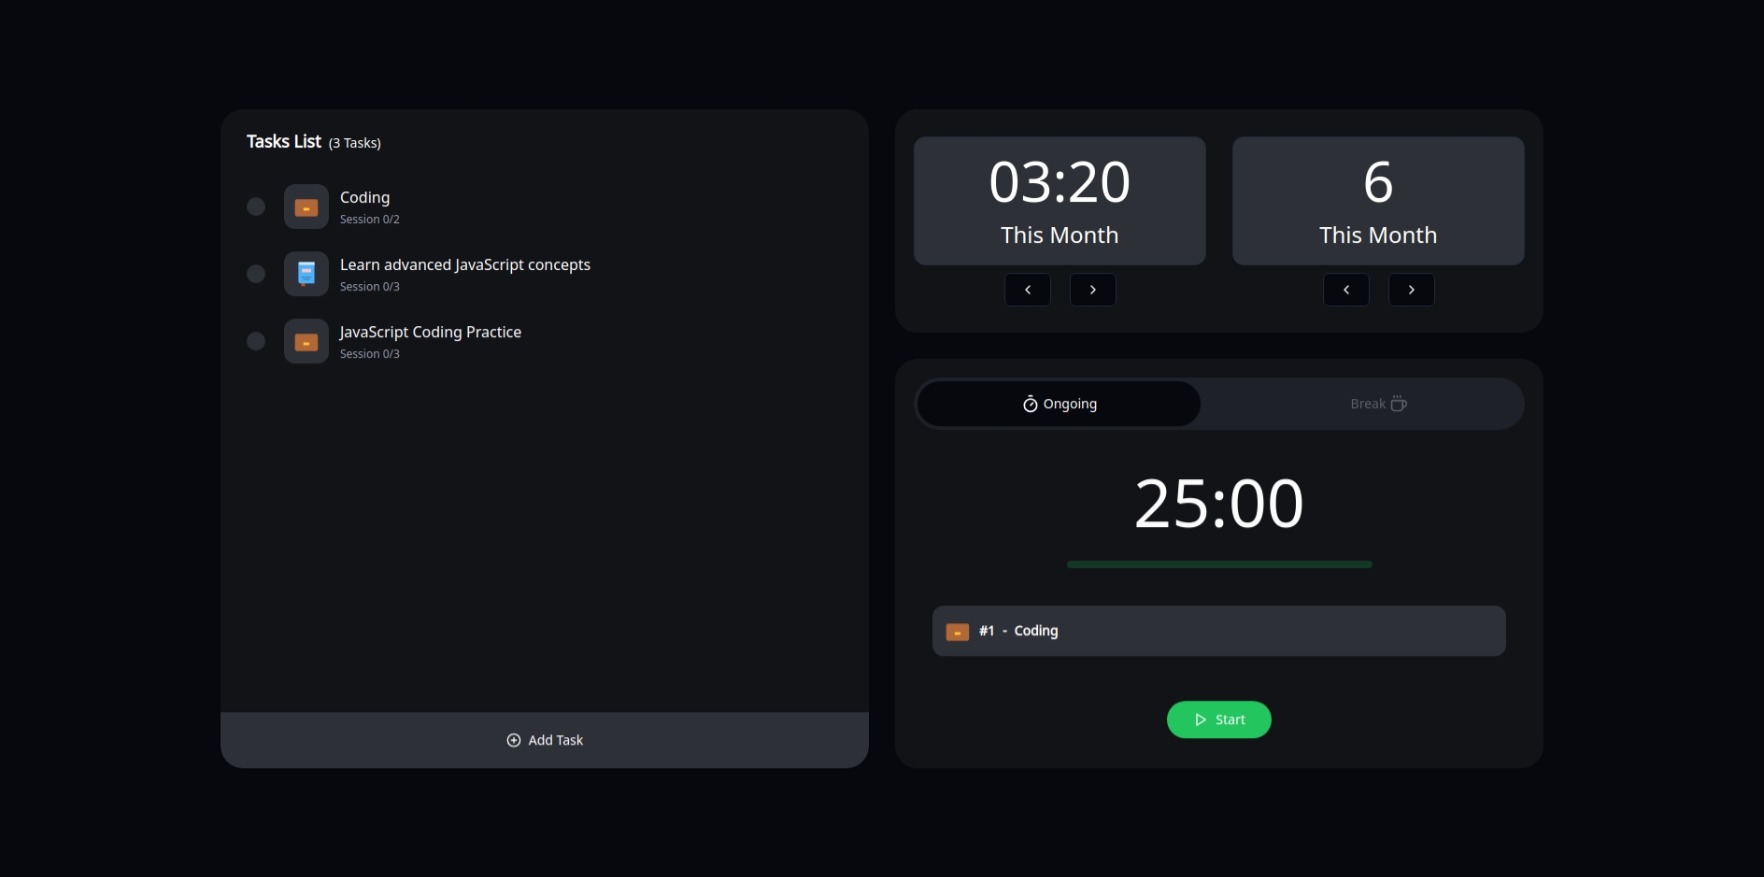 Tasks List (3 Tasks)
Coding
Session 0/2
Learn advanced JavaScript concepts
Session 0/3
JavaScript Coding Practice
Session 0/3
Add Task
03:20
This Month
6
This Month
Ongoing
Break
25:00
#1 - Coding
Start